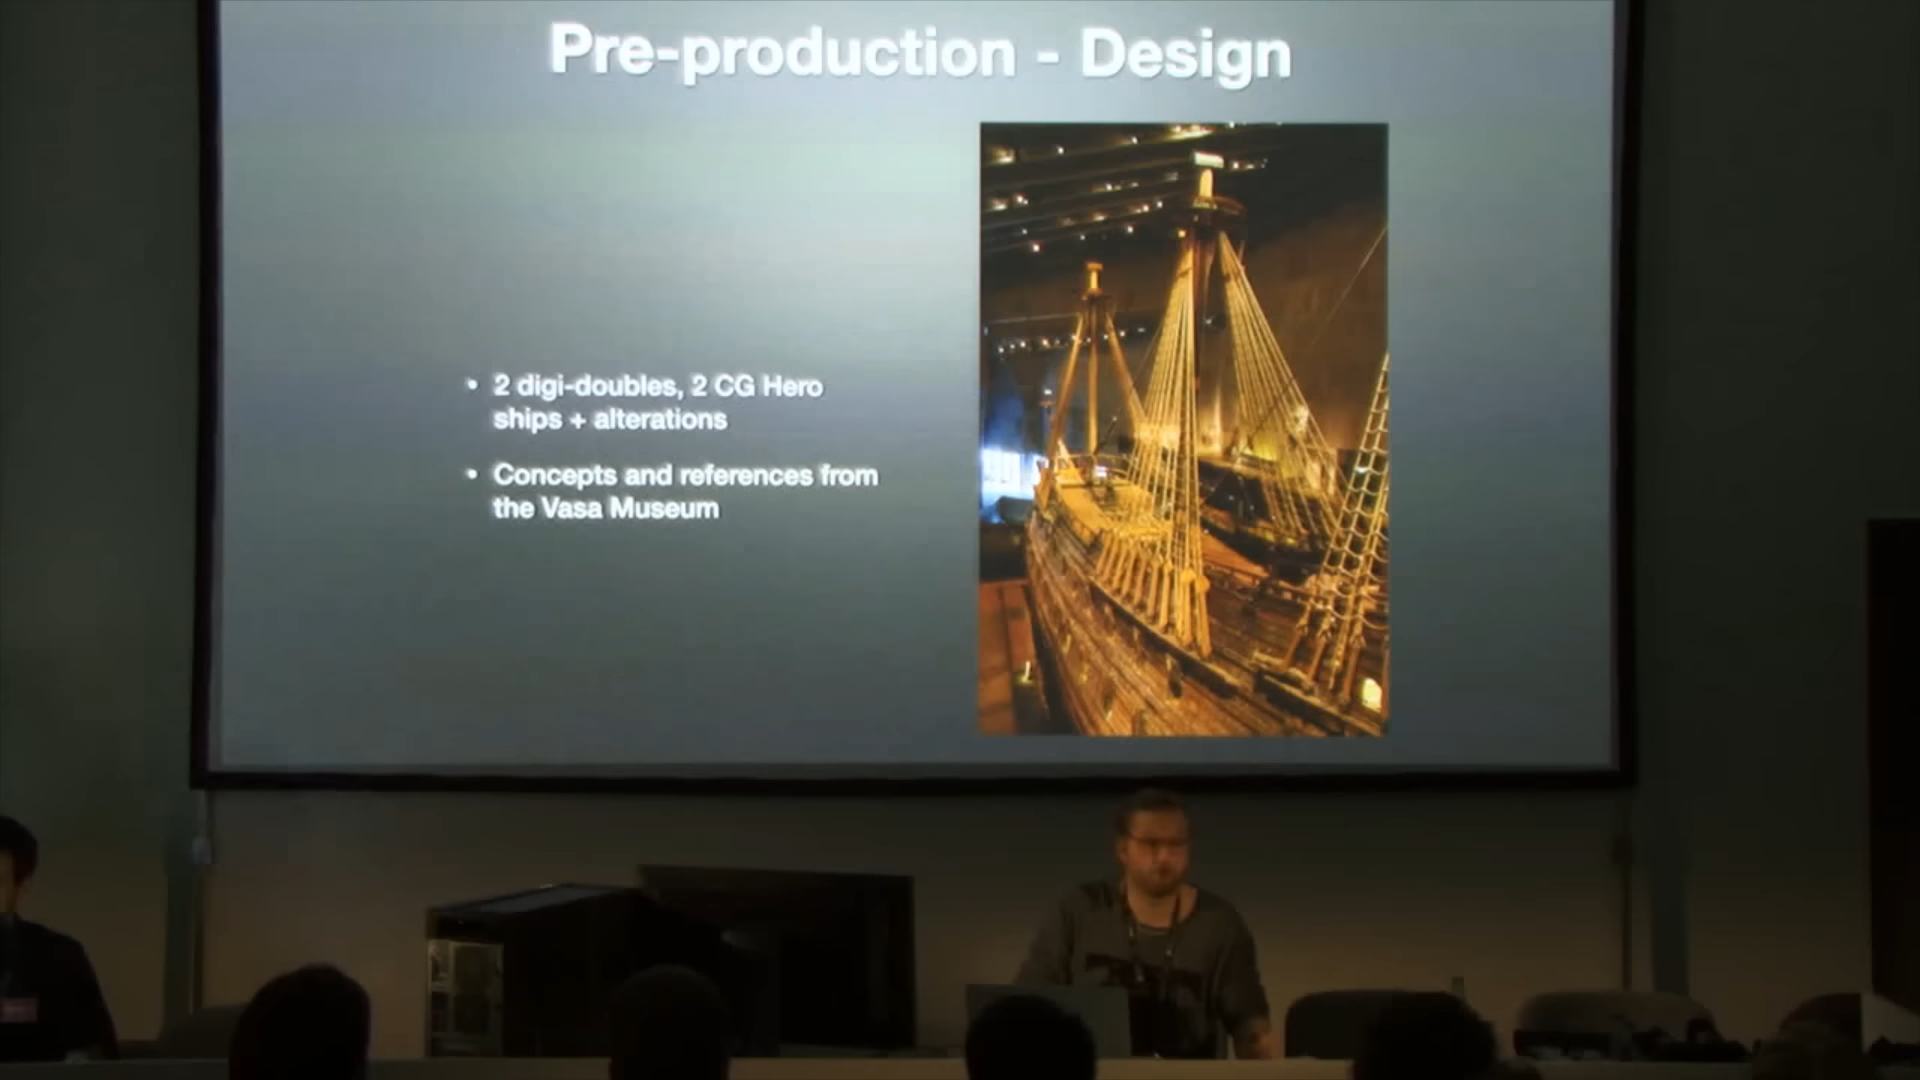 Pre-production - Design
• 2 digi-doubles, 2 CG Hero
ships + alterations
• Concepts and references from
the Vasa Museum